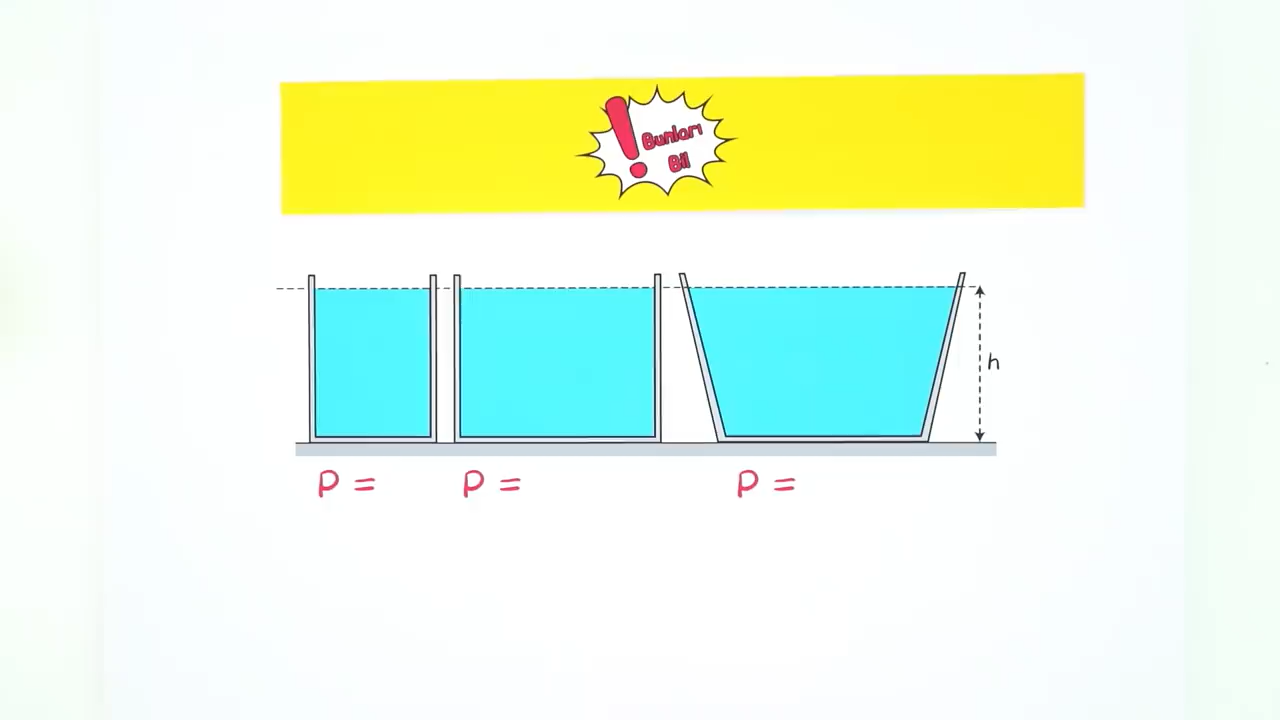 ! Bunları
Bil
h
P = P = P =